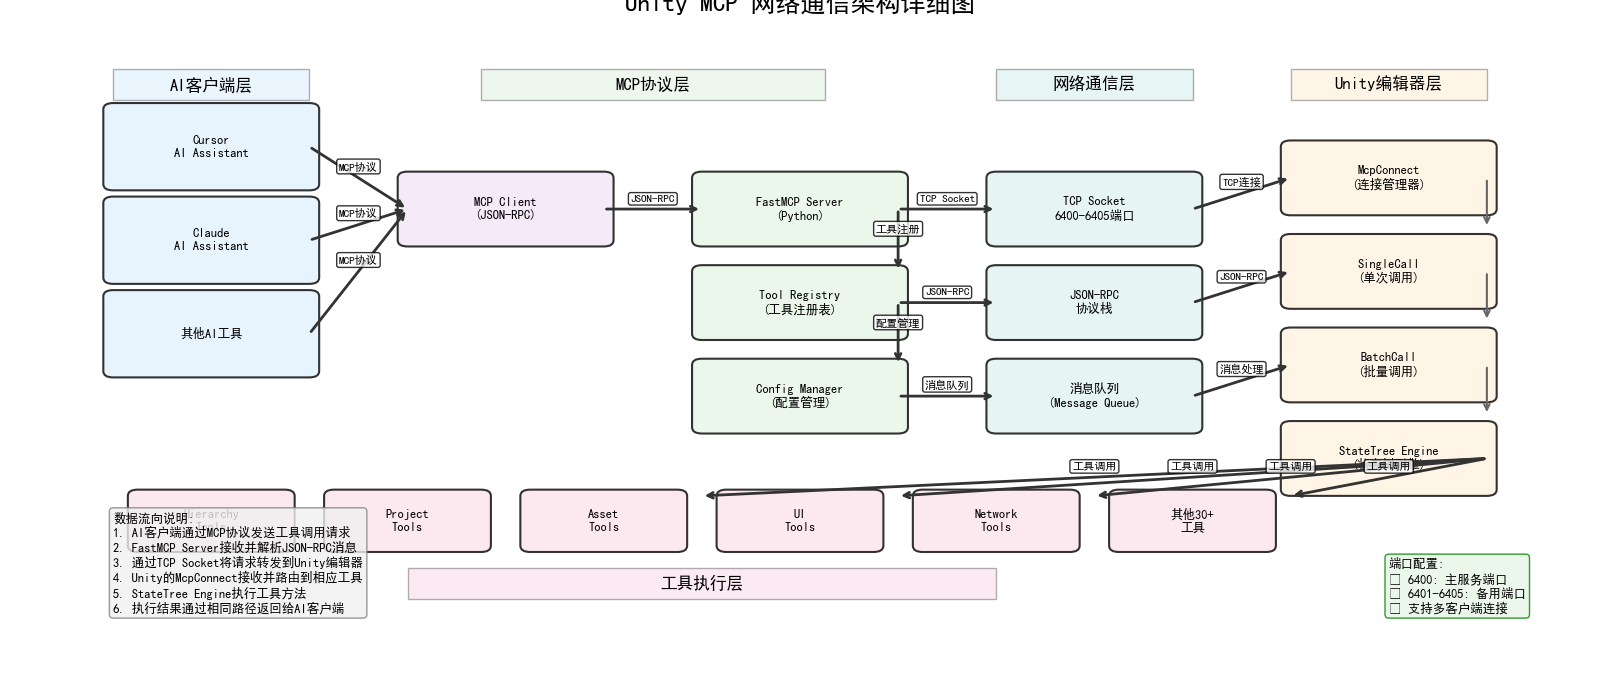 Unity MCP 网络通信架构详细图
AI客户端层
MCP协议层
网络通信层
Unity编辑器层
Cursor
AI Assistant
Claude
AI Assistant
其他AI工具
MCP协议
MCP协议
MCP协议
MCP Client
(JSON-RPC)
JSON-RPC
FastMCP Server
(Python)
工具注册
Tool Registry
(工具注册表)
配置管理
Config Manager
(配置管理)
TCP Socket
JSON-RPC
消息队列
TCP Socket
6400-6405端口
JSON-RPC
协议栈
消息队列
(Message Queue)
TCP连接
JSON-RPC
消息处理
McpConnect
(连接管理器)
SingleCall
(单次调用)
BatchCall
(批量调用)
StateTree Engine
工具调用
工具调用
工具调用
工具调用
Hierarchy
Tools
Project
Tools
Asset
Tools
UI
Tools
Network
Tools
其他30+
工具
工具执行层
数据流向说明:
1. AI客户端通过MCP协议发送工具调用请求
2. FastMCP Server接收并解析JSON-RPC消息
3. 通过TCP Socket将请求转发到Unity编辑器
4. Unity的McpConnect接收并路由到相应工具
5. StateTree Engine执行工具方法
6. 执行结果通过相同路径返回给AI客户端
端口配置:
□ 6400: 主服务端口
□ 6401-6405: 备用端口
□ 支持多客户端连接